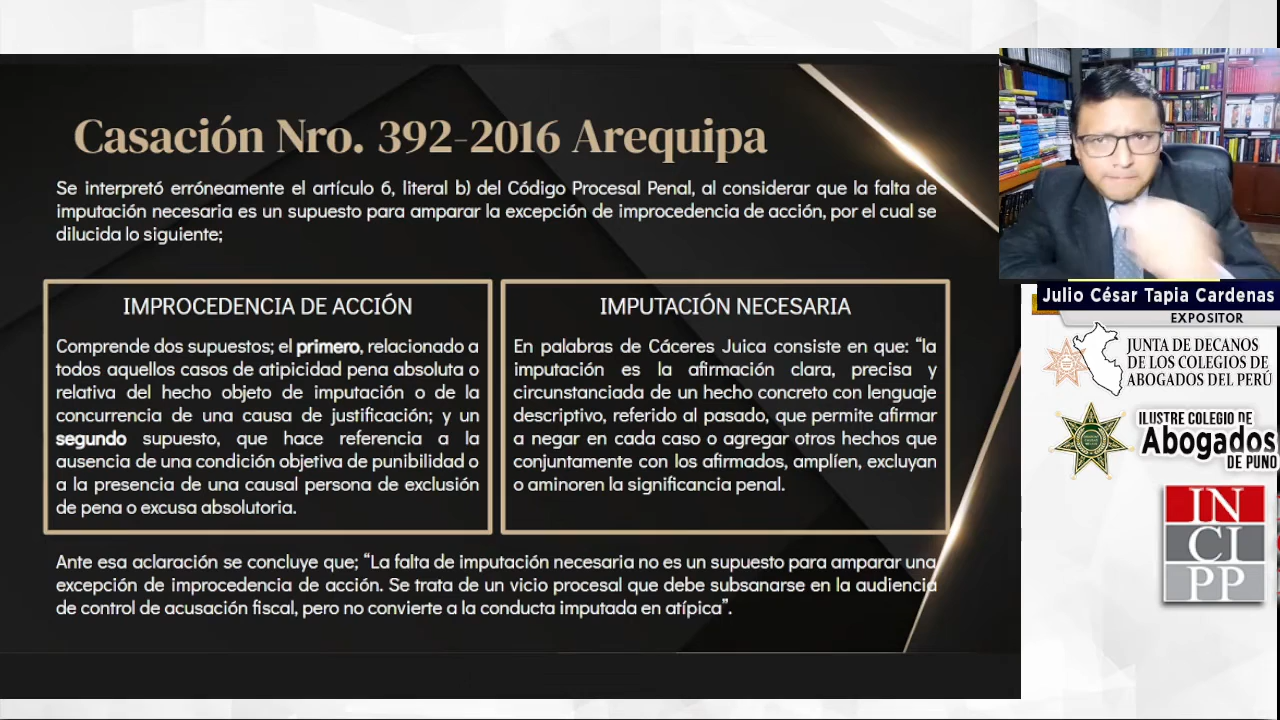 Casación Nro. 392-2016 Arequipa
Se interpretó erróneamente el artículo 6, literal b) del Código Procesal Penal, al considerar que la falta de
imputación necesaria es un supuesto para amparar la excepción de improcedencia de acción, por el cual se
dilucida lo siguiente;
IMPROCEDENCIA DE ACCIÓN
Comprende dos supuestos; el primero, relacionado a
todos aquellos casos de atipicidad pena absoluta o
relativa del hecho objeto de imputación o de la
concurrencia de una causa de justificación; y un
segundo supuesto, que hace referencia a la
ausencia de una condición objetiva de punibilidad o
a la presencia de una causal persona de exclusión
de pena o excusa absolutoria.
IMPUTACIÓN NECESARIA
En palabras de Cáceres Juica consiste en que: “la
imputación es la afirmación clara, precisa y
circunstanciada de un hecho concreto con lenguaje
descriptivo, referido al pasado, que permite afirmar
a negar en cada caso o agregar otros hechos que
conjuntamente con los afirmados, amplíen, excluyan
o aminoren la significancia penal.
Ante esa aclaración se concluye que; “La falta de imputación necesaria no es un supuesto para amparar una
excepción de improcedencia de acción. Se trata de un vicio procesal que debe subsanarse en la audiencia
de control de acusación fiscal, pero no convierte a la conducta imputada en atípica”.
Julio César Tapia Cardenas
EXPOSITOR
JUNTA DE DECANOS
DE LOS COLEGIOS DE
ABOGADOS DEL PERÚ
ILUSTRE COLEGIO DE
Abogados
DE PUNO
IN
CI
PP